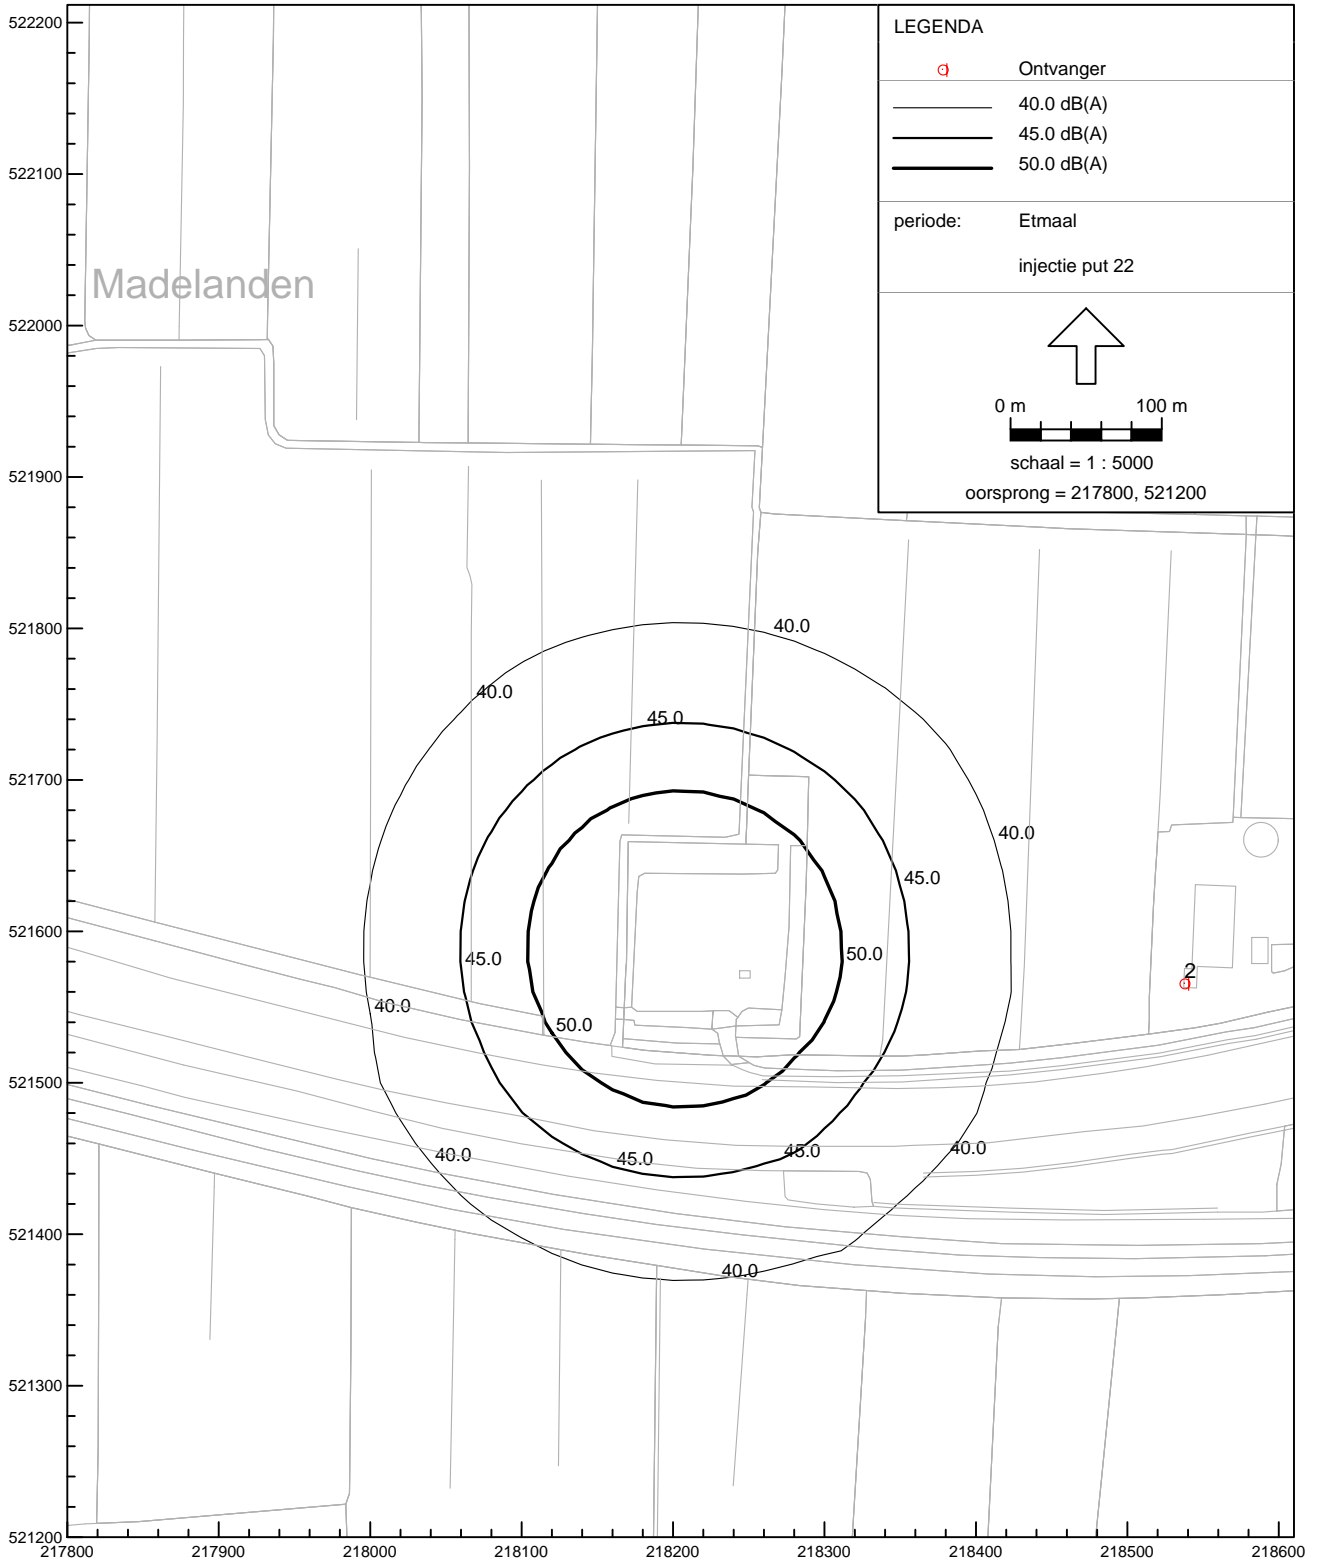 522200
LEGENDA
Ontvanger
40.0 dB(A)
45.0 dB(A)
50.0 dB(A)
522100
periode:
Etmaal
injectie put 22
Madelanden
522000
0 m
100 m
schaal = 1 : 5000
oorsprong = 217800, 521200
521900
521800
40.0
40.0
45.0
521700
40.0
45.0
521600
50.0
45.0
2
40.0
50.0
521500
40.0
45.0
40.0
45.0
521400
40.0
521300
521200
217800
217900
218000
218100
218200
218300
218400
218500
218600